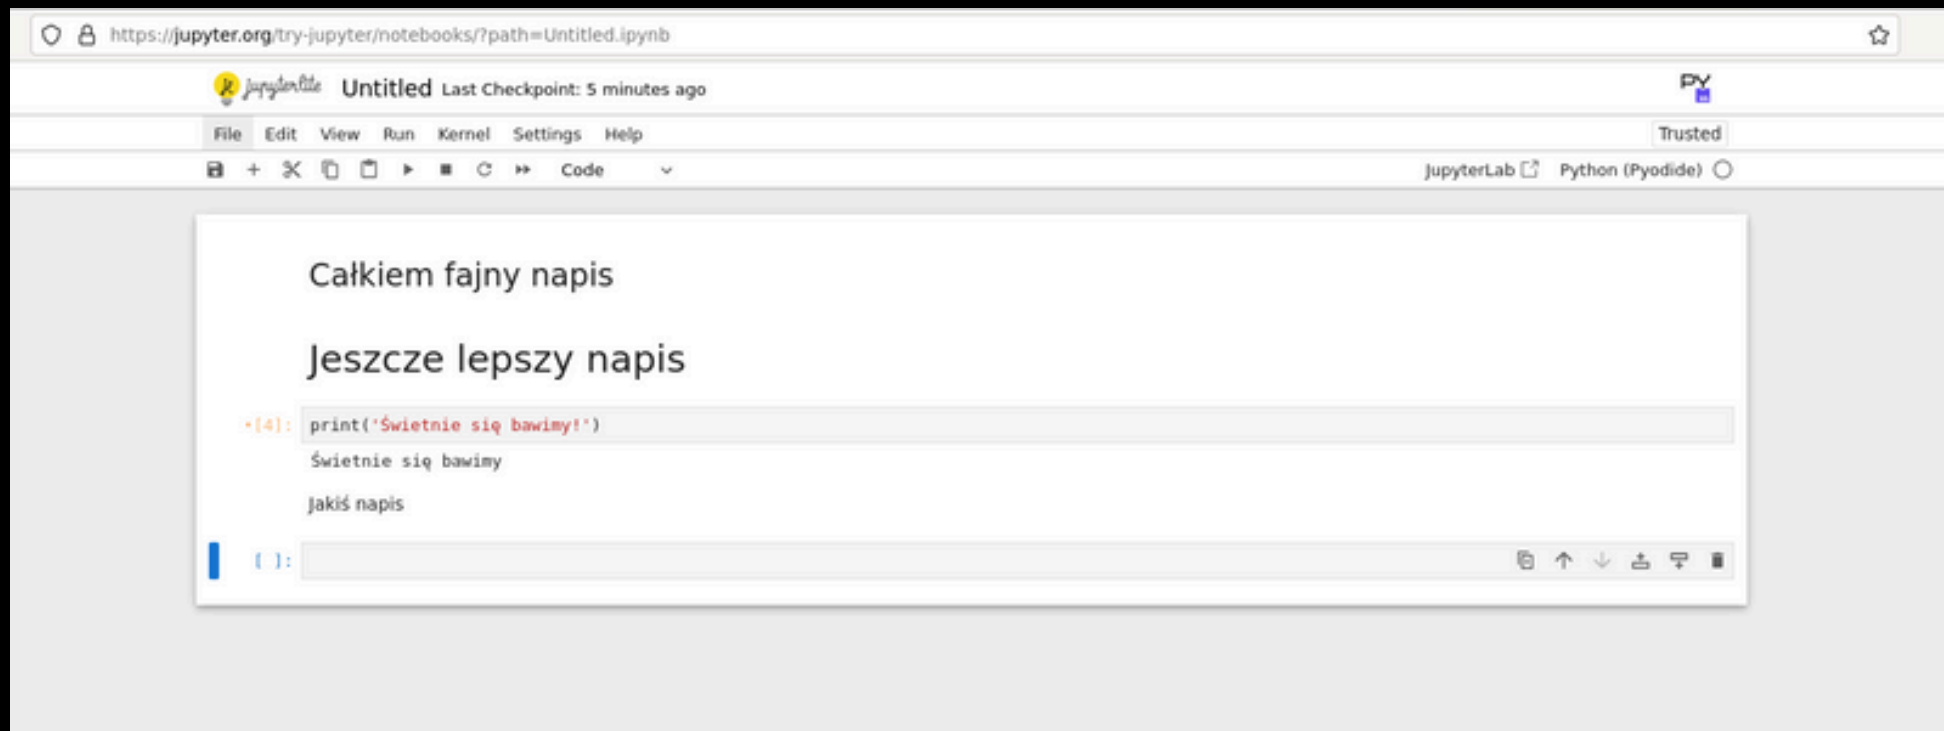 https://jupyter.org/try-jupyter/notebooks/?path=Untitled.ipynb
jupyterlite Untitled Last Checkpoint: 5 minutes ago PY
File Edit View Run Kernel Settings Help Trusted
Code JupyterLab Python (Pyodide)
Całkiem fajny napis
Jeszcze lepszy napis
•[4]: print('Świetnie się bawimy!')
Świetnie się bawimy
Jakiś napis
[ ]: